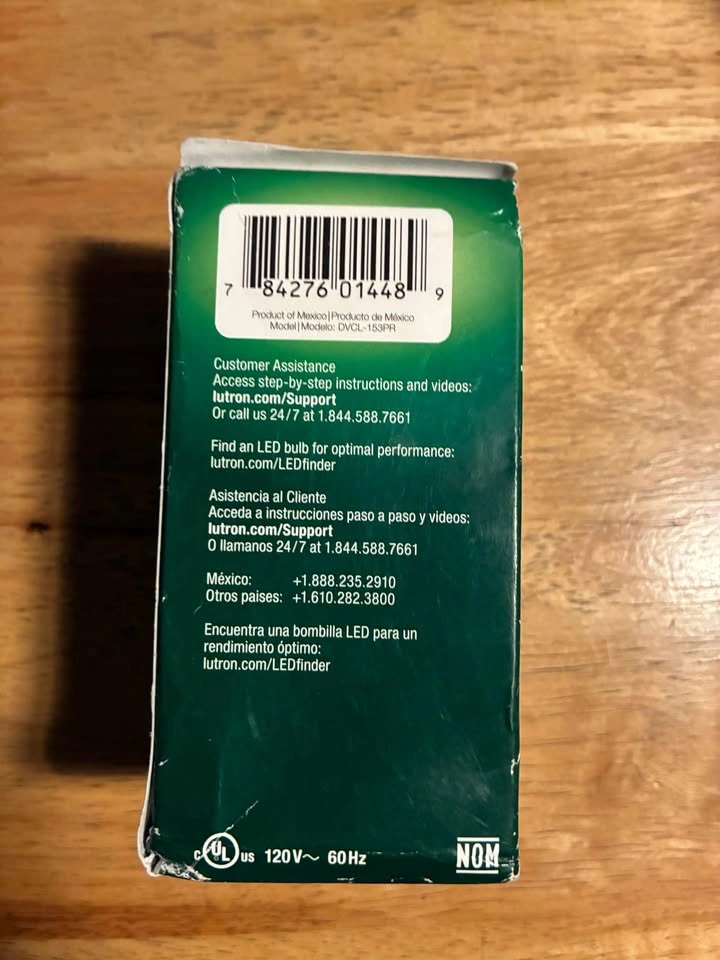 7 84276 01448 9
Product of Mexico|Producto de México
Model|Modelo: DVCL-153PR
Customer Assistance
Access step-by-step instructions and videos:
lutron.com/Support
Or call us 24/7 at 1.844.588.7661
Find an LED bulb for optimal performance:
lutron.com/LEDfinder
Asistencia al Cliente
Acceda a instrucciones paso a paso y videos:
lutron.com/Support
O llamanos 24/7 at 1.844.588.7661
México: +1.888.235.2910
Otros paises: +1.610.282.3800
Encuentra una bombilla LED para un
rendimiento óptimo:
lutron.com/LEDfinder
c UL us 120V~ 60Hz
NOM